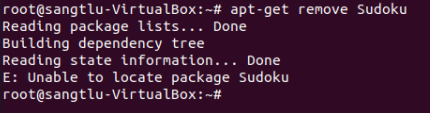 root@sangtlu-VirtualBox:~# apt-get remove Sudoku
Reading package lists... Done
Building dependency tree
Reading state information... Done
E: Unable to locate package Sudoku
root@sangtlu-VirtualBox:~#